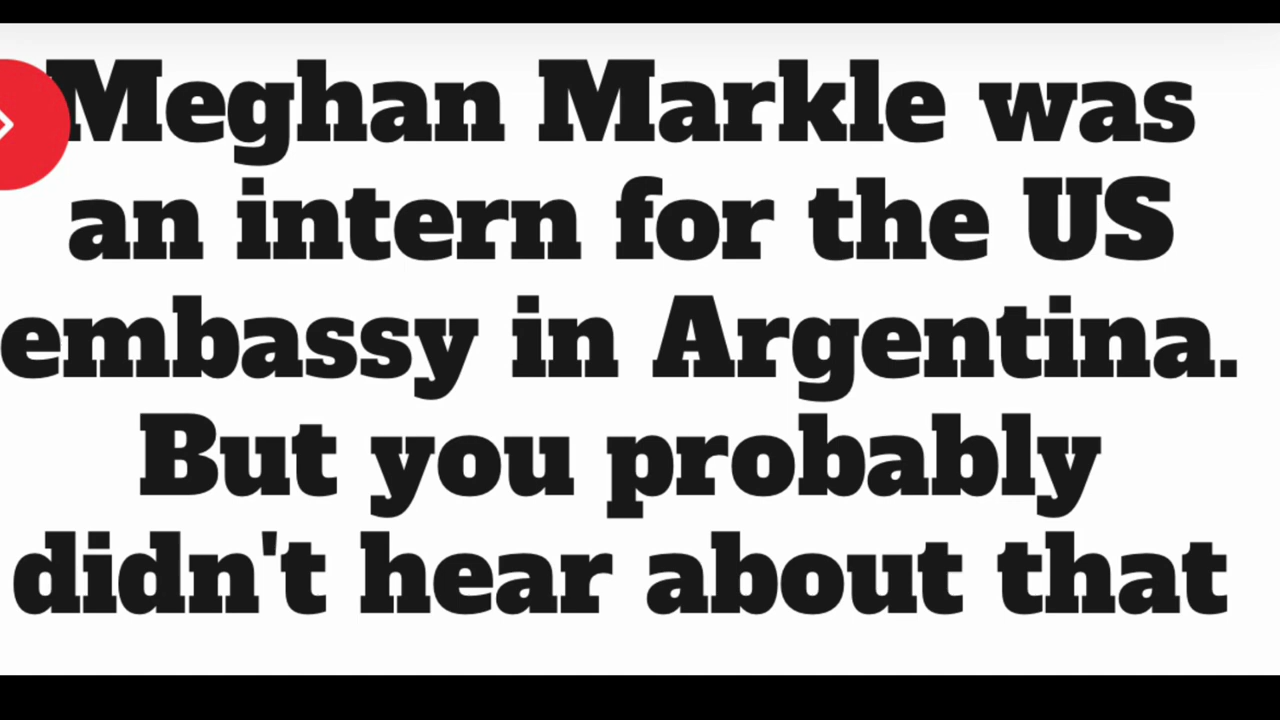 Meghan Markle was
an intern for the US
embassy in Argentina.
But you probably
didn't hear about that